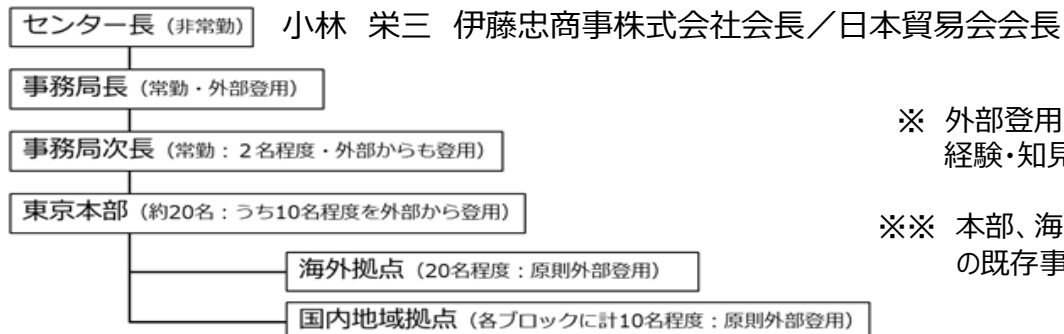 センター長（非常勤） 小林 栄三 伊藤忠商事株式会社会長／日本貿易会会長
事務局長（常勤・外部登用）
※ 外部登用
経験・知見
事務局次長（常勤：２名程度・外部からも登用）
東京本部（約20名：うち10名程度を外部から登用）
※※ 本部、海
の既存事
海外拠点（20名程度：原則外部登用）
国内地域拠点（各ブロックに計10名程度：原則外部登用）